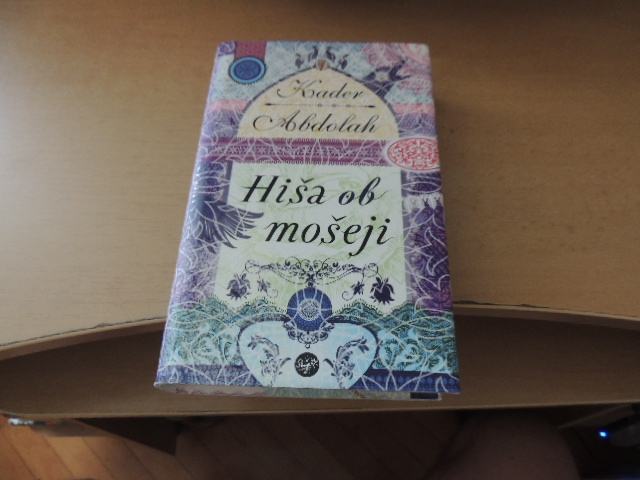 Kader
Abdolah
Hiša ob
mošeji